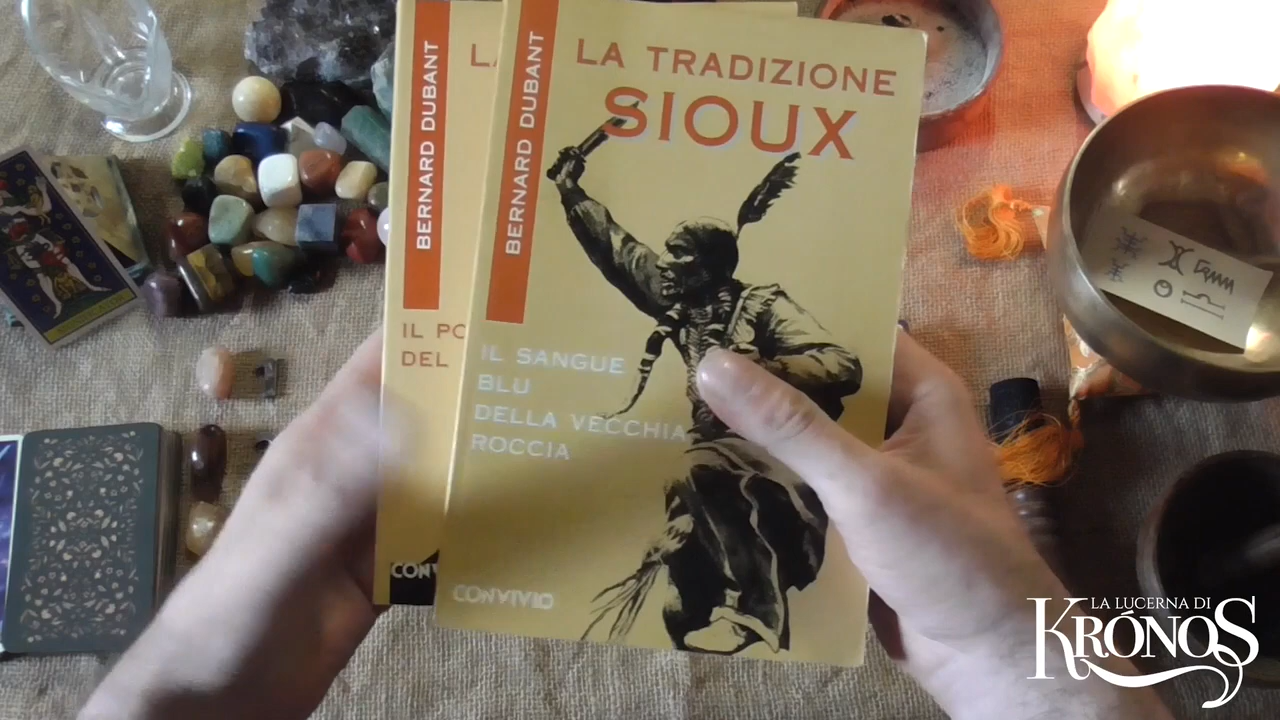 BERNARD DUBANT
LA
IL PO
DEL
CONV
BERNARD DUBANT
LA TRADIZIONE
SIOUX
IL SANGUE
BLU
DELLA VECCHIA
ROCCIA
CONVIVIO
LA LUCERNA DI
KRÓNOS